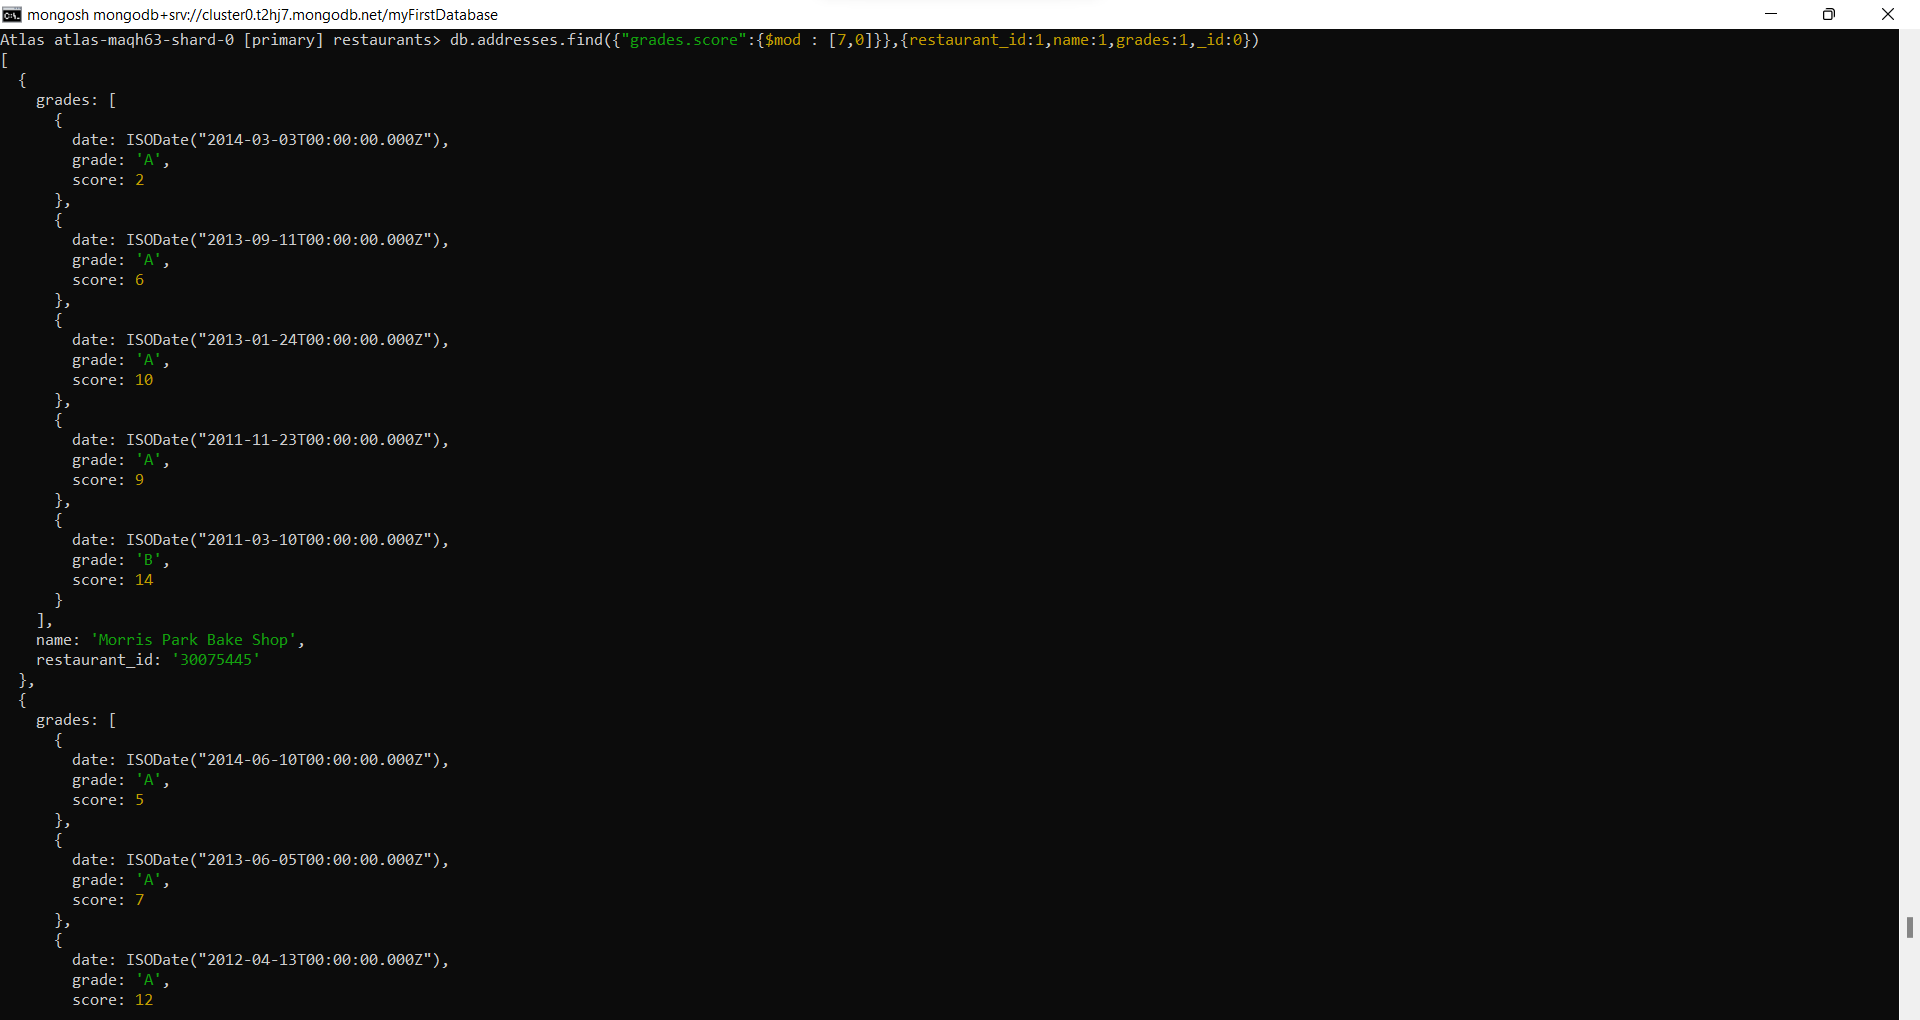 mongosh mongodb+srv://cluster0.t2hj7.mongodb.net/myFirstDatabase
Atlas atlas-maqh63-shard-0 [primary] restaurants> db.addresses.find({"grades.score":{$mod : [7,0]}},{restaurant_id:1,name:1,grades:1,_id:0})
[
  {
    grades: [
      {
        date: ISODate("2014-03-03T00:00:00.000Z"),
        grade: 'A',
        score: 2
      },
      {
        date: ISODate("2013-09-11T00:00:00.000Z"),
        grade: 'A',
        score: 6
      },
      {
        date: ISODate("2013-01-24T00:00:00.000Z"),
        grade: 'A',
        score: 10
      },
      {
        date: ISODate("2011-11-23T00:00:00.000Z"),
        grade: 'A',
        score: 9
      },
      {
        date: ISODate("2011-03-10T00:00:00.000Z"),
        grade: 'B',
        score: 14
      }
    ],
    name: 'Morris Park Bake Shop',
    restaurant_id: '30075445'
  },
  {
    grades: [
      {
        date: ISODate("2014-06-10T00:00:00.000Z"),
        grade: 'A',
        score: 5
      },
      {
        date: ISODate("2013-06-05T00:00:00.000Z"),
        grade: 'A',
        score: 7
      },
      {
        date: ISODate("2012-04-13T00:00:00.000Z"),
        grade: 'A',
        score: 12